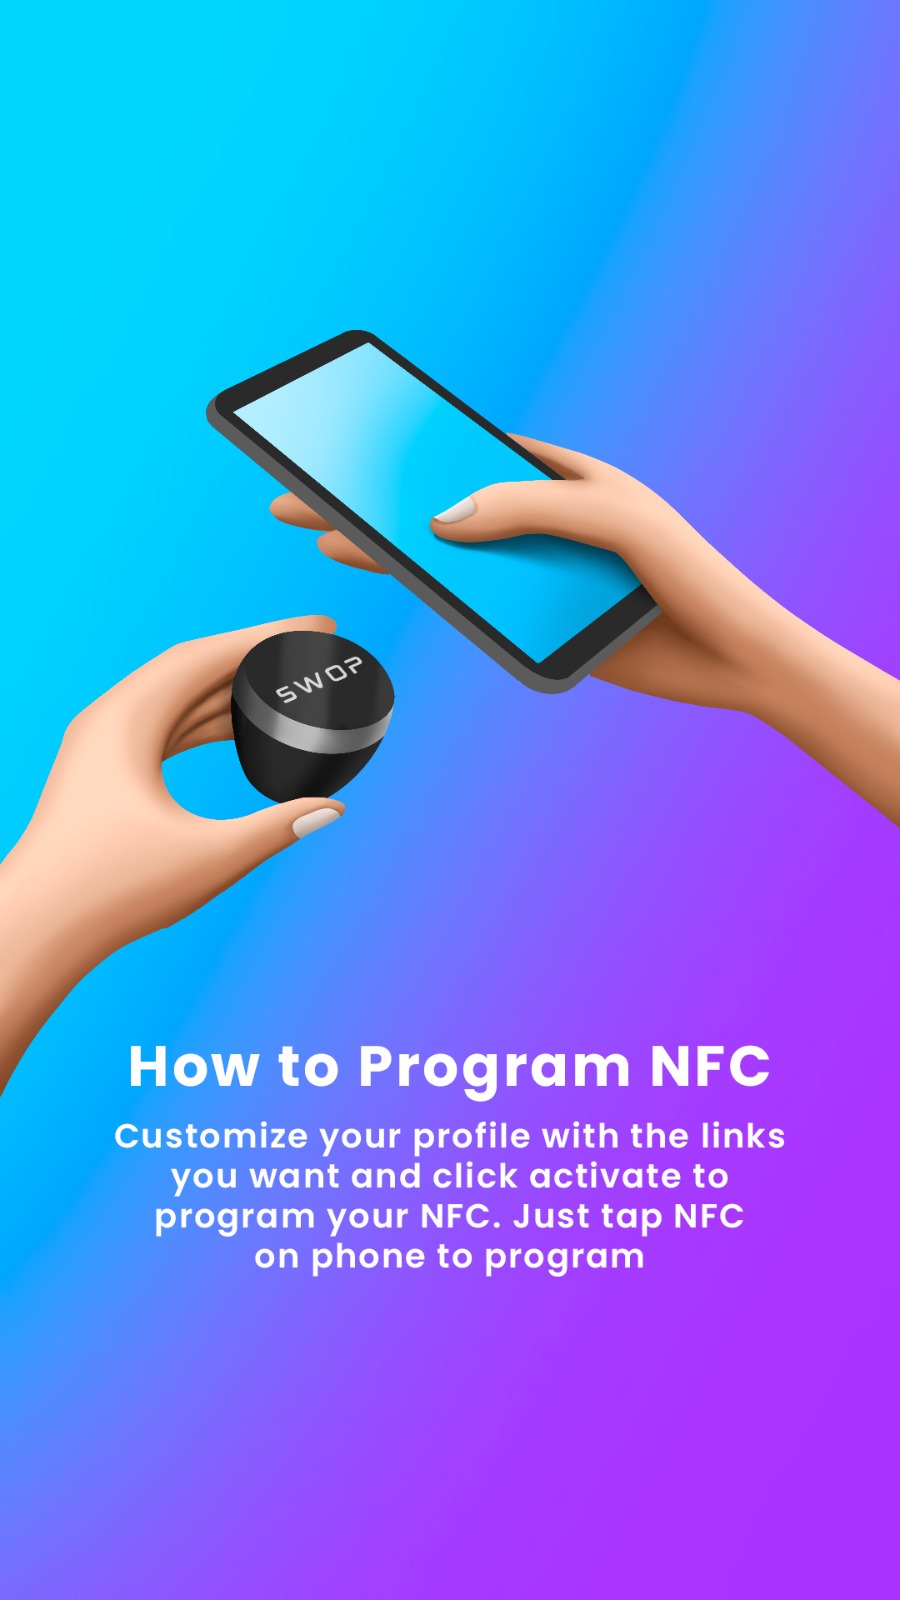 SWOP
How to Program NFC
Customize your profile with the links
you want and click activate to
program your NFC. Just tap NFC
on phone to program